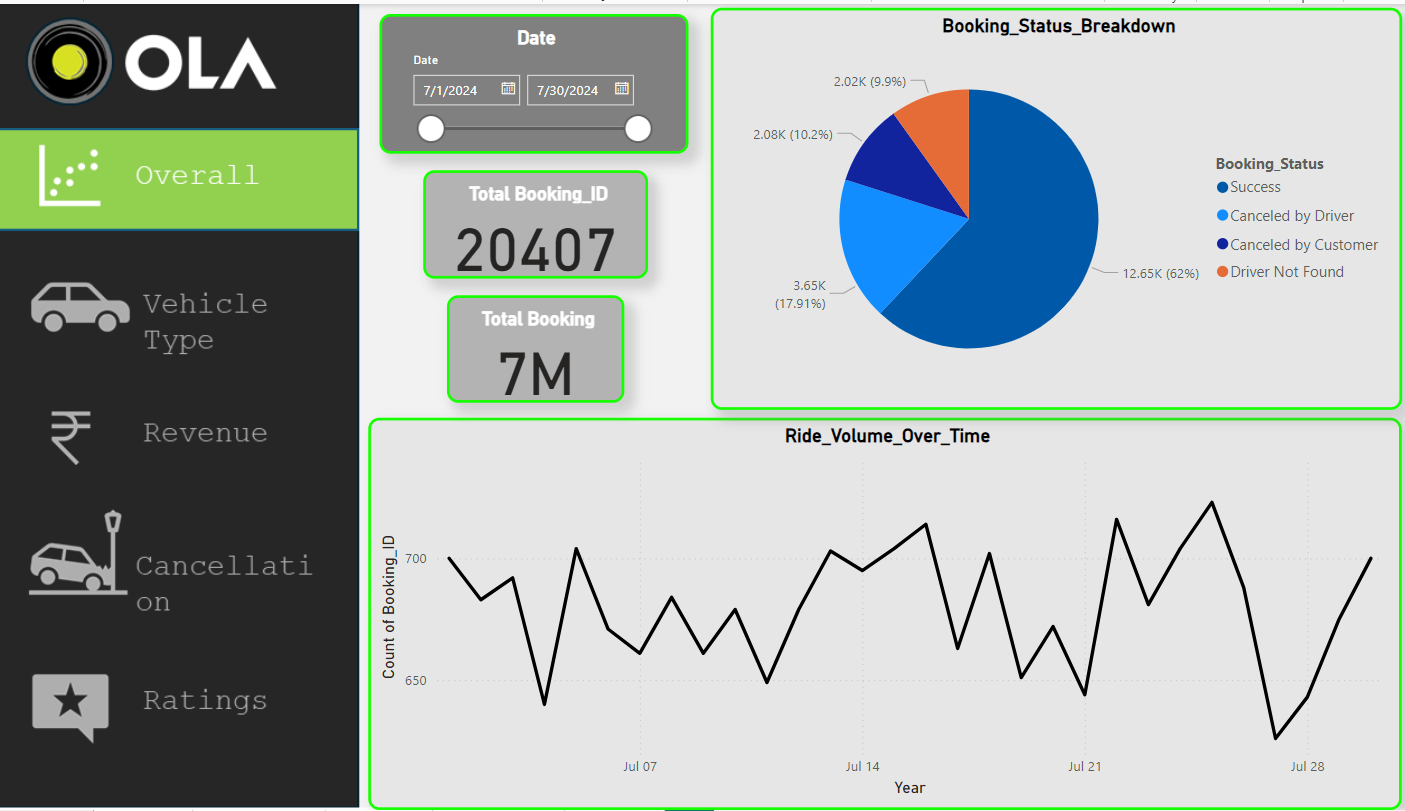 OLA
Overall
Vehicle
Type
Revenue
Cancellati
on
Ratings
Date
Date
7/1/2024
7/30/2024
Total Booking_ID
20407
Total Booking
7M
Booking_Status_Breakdown
2.02K (9.9%)
2.08K (10.2%)
3.65K
(17.91%)
12.65K (62%)
Booking_Status
Success
Canceled by Driver
Canceled by Customer
Driver Not Found
Ride_Volume_Over_Time
Count of Booking_ID
700
650
Jul 07
Jul 14
Jul 21
Jul 28
Year